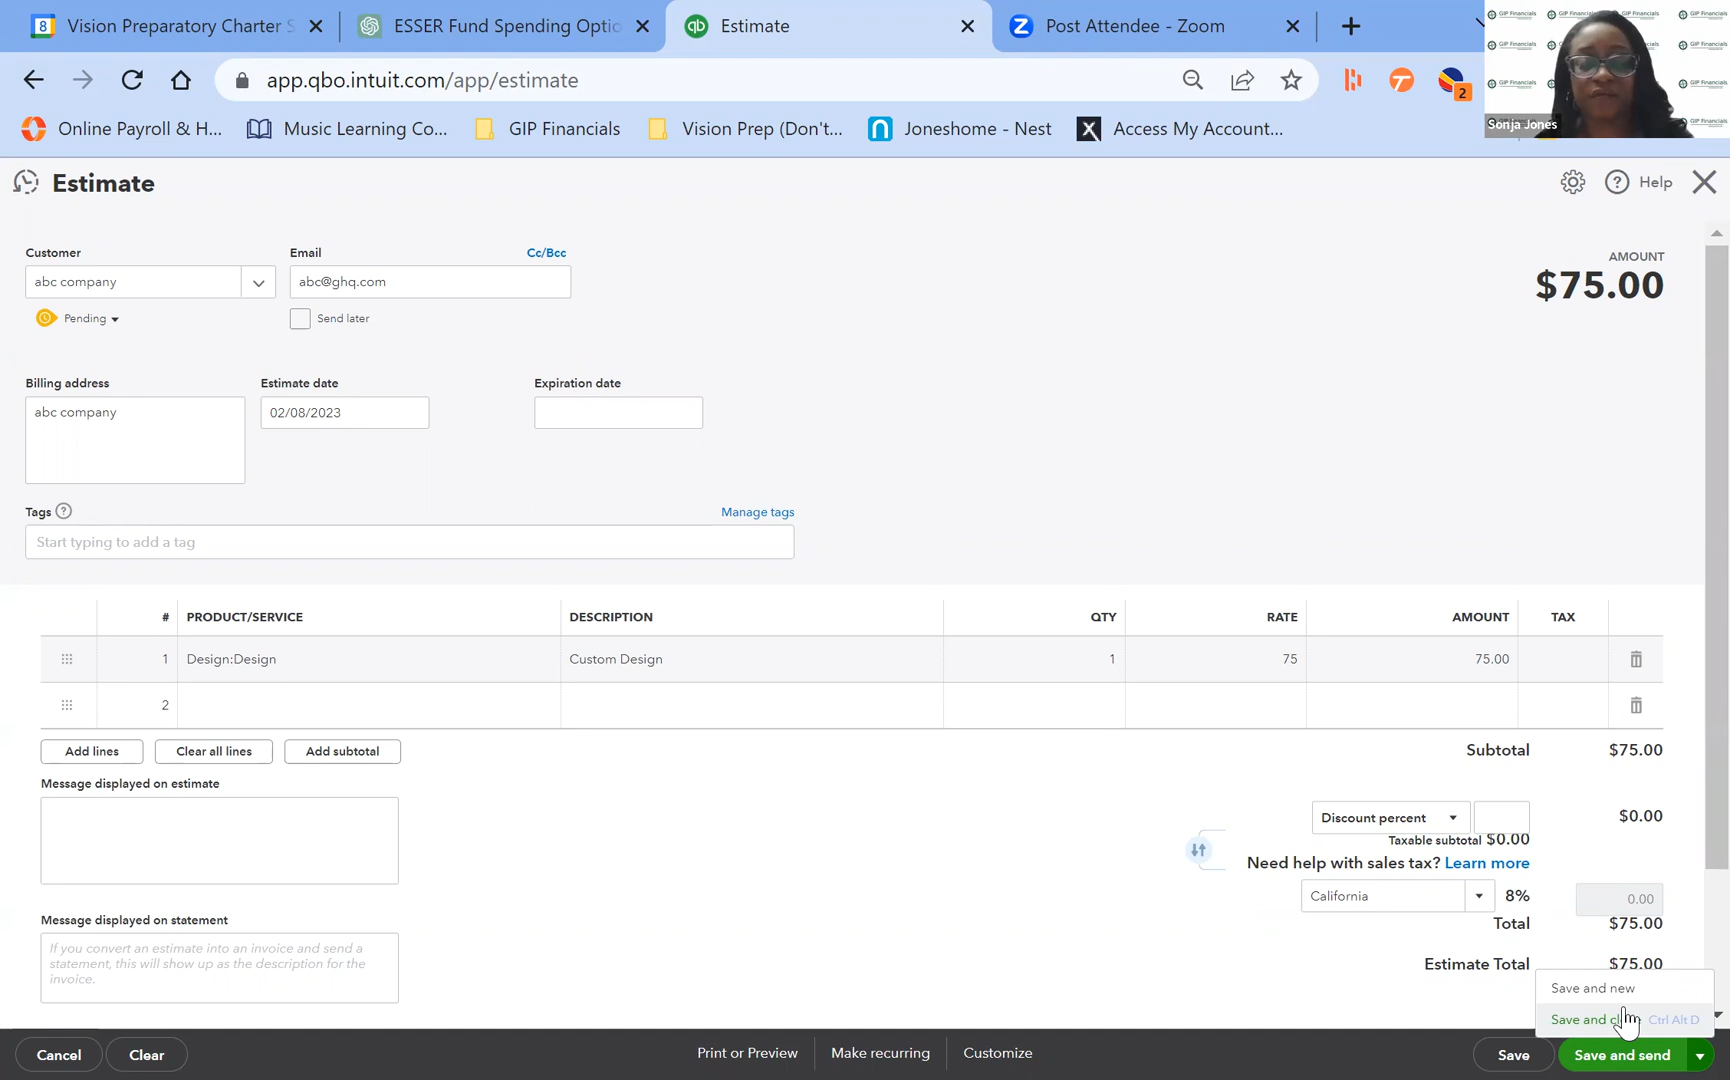 Vision Preparatory Charter S
ESSER Fund Spending Optio
Estimate
Post Attendee - Zoom
app.qbo.intuit.com/app/estimate
2
Online Payroll & H...
Music Learning Co...
GIP Financials
Vision Prep (Don't...
Joneshome - Nest
Access My Account...
Sonja Jones
Estimate
Help
Customer
Email
Cc/Bcc
AMOUNT
abc company
abc@ghq.com
$75.00
Pending
Send later
Billing address
Estimate date
Expiration date
abc company
02/08/2023
Tags
Manage tags
Start typing to add a tag
# PRODUCT/SERVICE DESCRIPTION QTY RATE AMOUNT TAX
1 Design:Design Custom Design 1 75 75.00
2
Add lines
Clear all lines
Add subtotal
Subtotal $75.00
Message displayed on estimate
Discount percent
$0.00
Taxable subtotal $0.00
Need help with sales tax? Learn more
California
8%
0.00
Message displayed on statement
Total $75.00
If you convert an estimate into an invoice and send a
statement, this will show up as the description for the
invoice.
Estimate Total $75.00
Save and new
Save and cl Ctrl Alt D
Cancel
Clear
Print or Preview
Make recurring
Customize
Save
Save and send